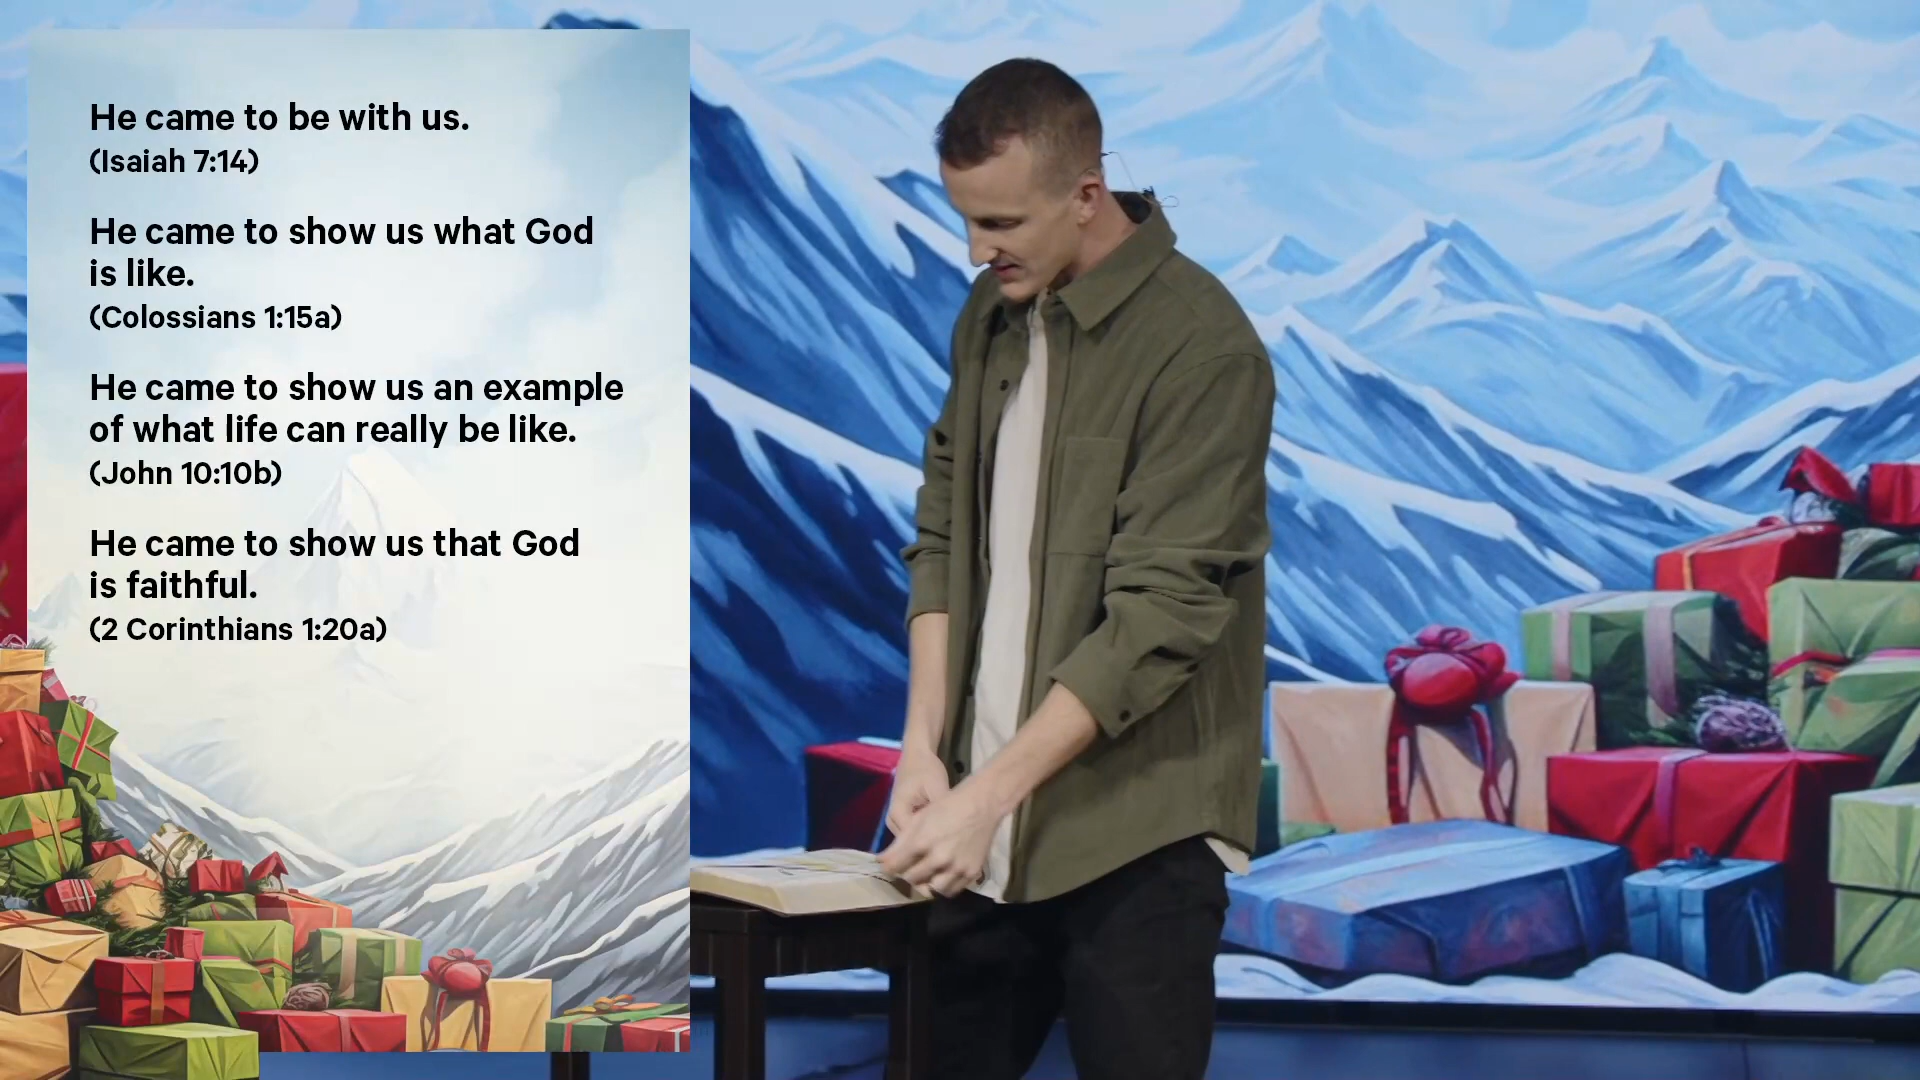 He came to be with us.
(Isaiah 7:14)
He came to show us what God
is like.
(Colossians 1:15a)
He came to show us an example
of what life can really be like.
(John 10:10b)
He came to show us that God
is faithful.
(2 Corinthians 1:20a)